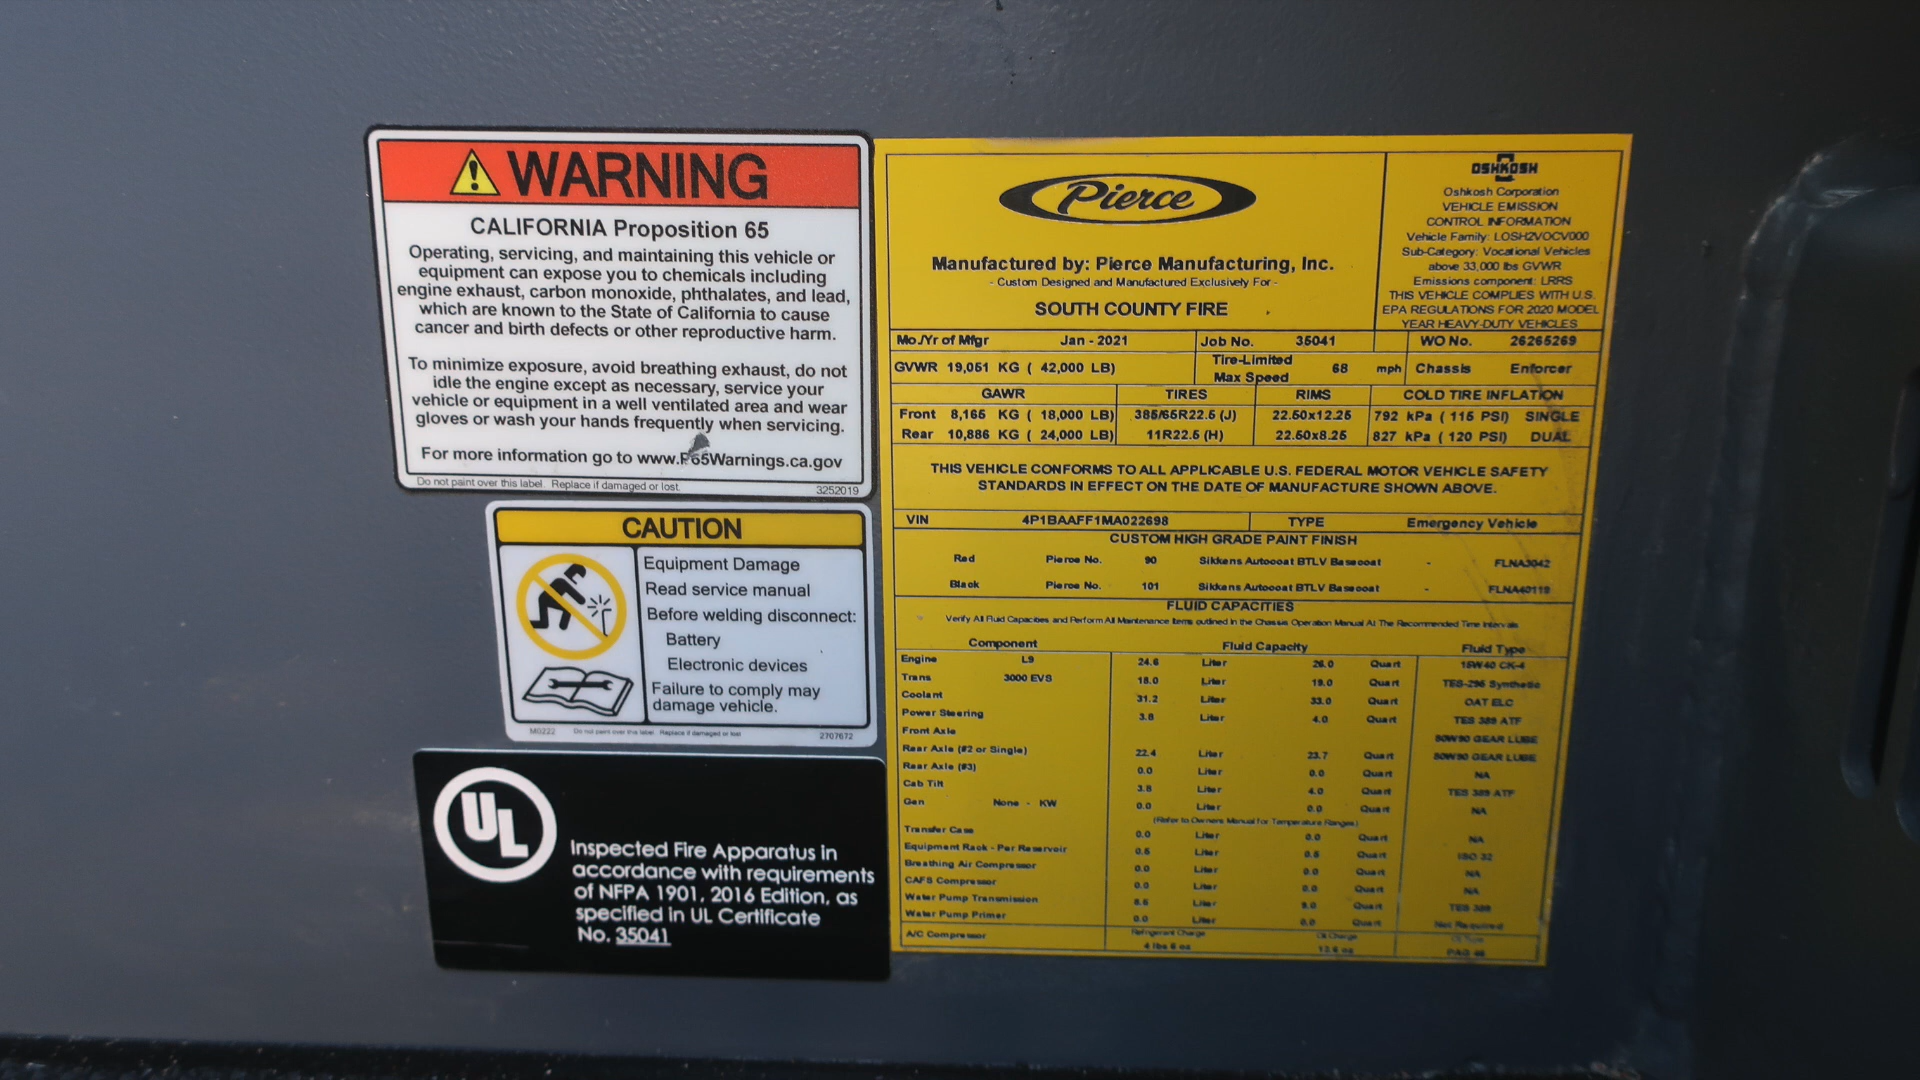 WARNING
CALIFORNIA Proposition 65
Operating, servicing, and maintaining this vehicle or
equipment can expose you to chemicals including
engine exhaust, carbon monoxide, phthalates, and lead,
which are known to the State of California to cause
cancer and birth defects or other reproductive harm.
To minimize exposure, avoid breathing exhaust, do not
idle the engine except as necessary, service your
vehicle or equipment in a well ventilated area and wear
gloves or wash your hands frequently when servicing.
For more information go to www.P65Warnings.ca.gov
Do not paint over this label. Replace if damaged or lost. 3252019
CAUTION
Equipment Damage
Read service manual
Before welding disconnect:
Battery
Electronic devices
Failure to comply may
damage vehicle.
M0222 Do not paint over this label. Replace if damaged or lost 2707672
UL
Inspected Fire Apparatus in
accordance with requirements
of NFPA 1901, 2016 Edition, as
specified in UL Certificate
No. 35041
Pierce
Manufactured by: Pierce Manufacturing, Inc.
- Custom Designed and Manufactured Exclusively For -
SOUTH COUNTY FIRE
OSHKOSH
Oshkosh Corporation
VEHICLE EMISSION
CONTROL INFORMATION
Vehicle Family: LOSH2VOCV000
Sub-Category: Vocational Vehicles
above 33,000 lbs GVWR
Emissions component: LRRS
THIS VEHICLE COMPLIES WITH U.S.
EPA REGULATIONS FOR 2020 MODEL
YEAR HEAVY-DUTY VEHICLES
Mo./Yr of Mfgr Jan - 2021 Job No. 35041 WO No. 26265269
GVWR 19,051 KG ( 42,000 LB) Tire-Limited Max Speed 68 mph Chassis Enforcer
GAWR TIRES RIMS COLD TIRE INFLATION
Front 8,165 KG ( 18,000 LB) 385/65R22.5 (J) 22.50x12.25 792 kPa ( 115 PSI) SINGLE
Rear 10,886 KG ( 24,000 LB) 11R22.5 (H) 22.50x8.25 827 kPa ( 120 PSI) DUAL
THIS VEHICLE CONFORMS TO ALL APPLICABLE U.S. FEDERAL MOTOR VEHICLE SAFETY
STANDARDS IN EFFECT ON THE DATE OF MANUFACTURE SHOWN ABOVE.
VIN 4P1BAAFF1MA022698 TYPE Emergency Vehicle
CUSTOM HIGH GRADE PAINT FINISH
Red Pierce No. 90 Sikkens Autocoat BTLV Basecoat - FLNA3042
Black Pierce No. 101 Sikkens Autocoat BTLV Basecoat - FLNA40119
FLUID CAPACITIES
Verify All Fluid Capacities and Perform All Maintenance Items outlined in the Chassis Operation Manual At The Recommended Time Intervals
Component Fluid Capacity Fluid Type
Engine L9 24.6 Liter 26.0 Quart 15W40 CK-4
Trans 3000 EVS 18.0 Liter 19.0 Quart TES-295 Synthetic
Coolant 31.2 Liter 33.0 Quart OAT ELC
Power Steering 3.8 Liter 4.0 Quart TES 389 ATF
Front Axle 80W90 GEAR LUBE
Rear Axle (#2 or Single) 22.4 Liter 23.7 Quart 80W90 GEAR LUBE
Rear Axle (#3) 0.0 Liter 0.0 Quart NA
Cab Tilt 3.8 Liter 4.0 Quart TES 389 ATF
Gen None - KW 0.0 Liter 0.0 Quart NA
(Refer to Owners Manual for Temperature Ranges)
Transfer Case 0.0 Liter 0.0 Quart NA
Equipment Rack - Per Reservoir 0.5 Liter 0.5 Quart ISO 32
Breathing Air Compressor 0.0 Liter 0.0 Quart NA
CAFS Compressor 0.0 Liter 0.0 Quart NA
Water Pump Transmission 8.5 Liter 9.0 Quart TES 389
Water Pump Primer 0.0 Liter 0.0 Quart Not Required
A/C Compressor Refrigerant Charge Oil Charge Oil Type
4 lbs 6 oz 13.6 oz PAG 46